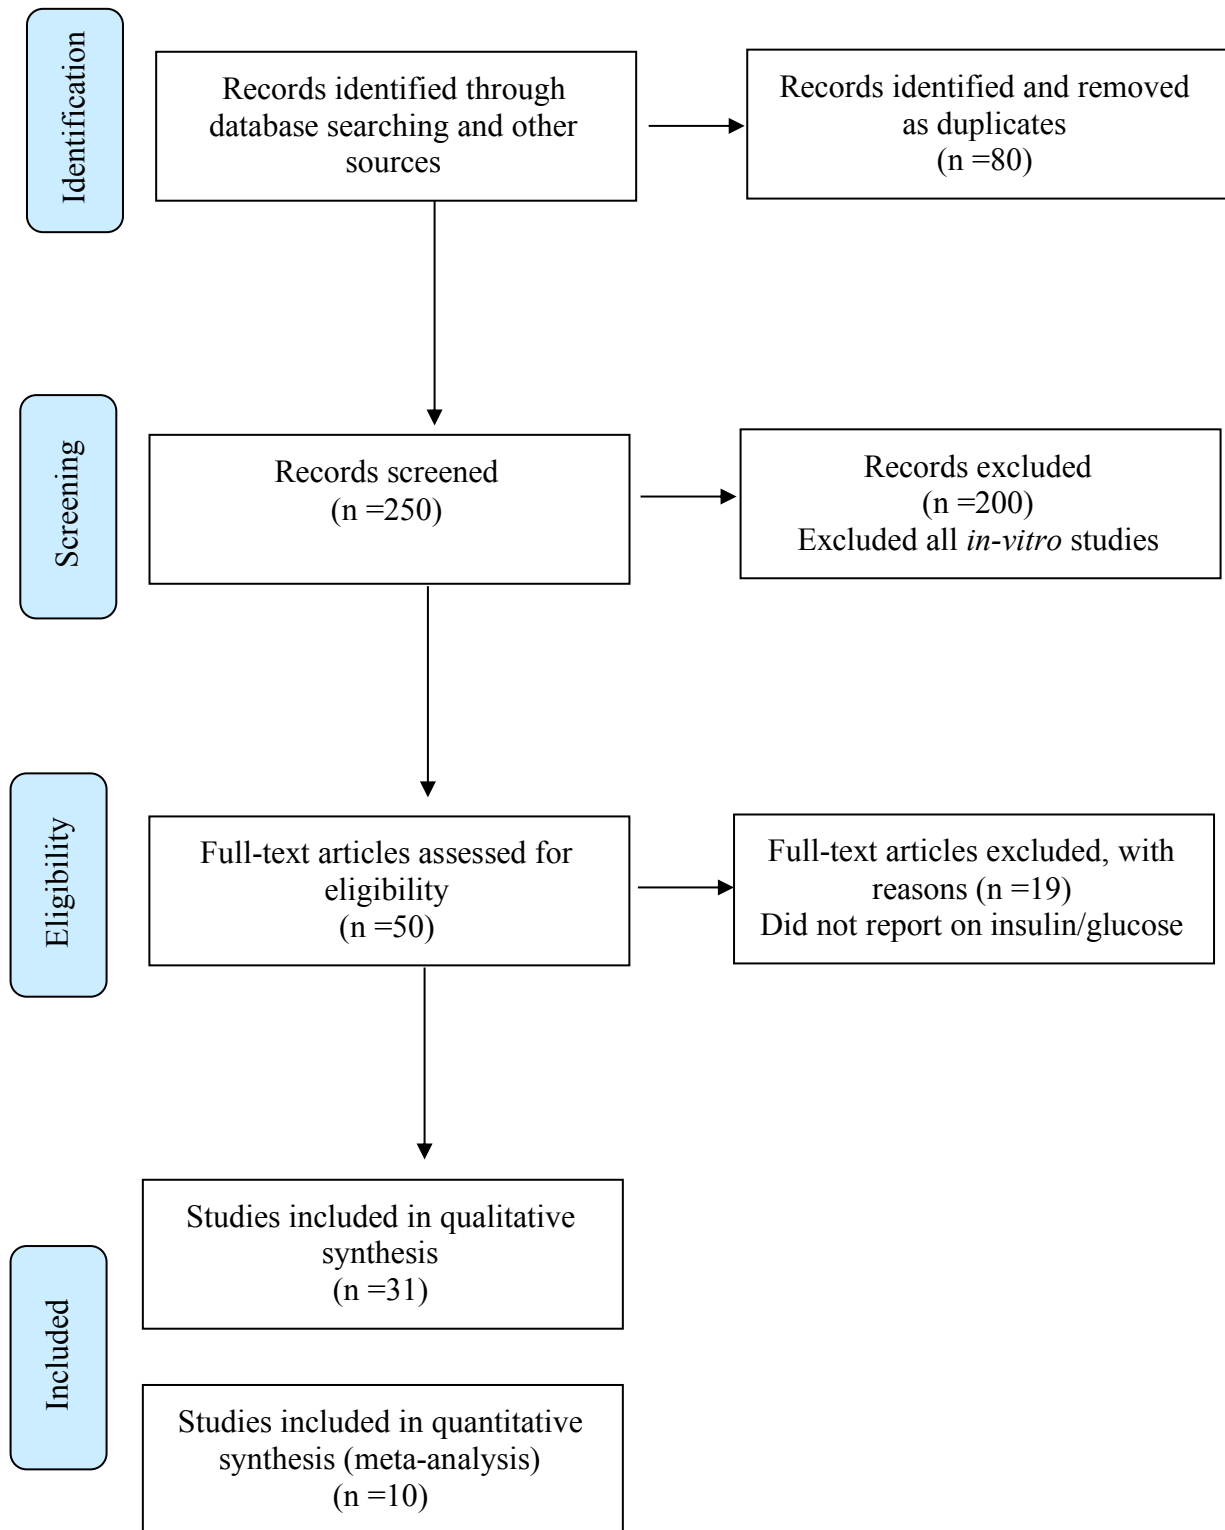 Identification
Records identified through
database searching and other
sources
Records identified and removed
as duplicates
(n =80)
Screening
Records screened
(n =250)
Records excluded
(n =200)
Excluded all in-vitro studies
Eligibility
Full-text articles assessed for
eligibility
(n =50)
Full-text articles excluded, with
reasons (n =19)
Did not report on insulin/glucose
Included
Studies included in qualitative
synthesis
(n =31)
Studies included in quantitative
synthesis (meta-analysis)
(n =10)